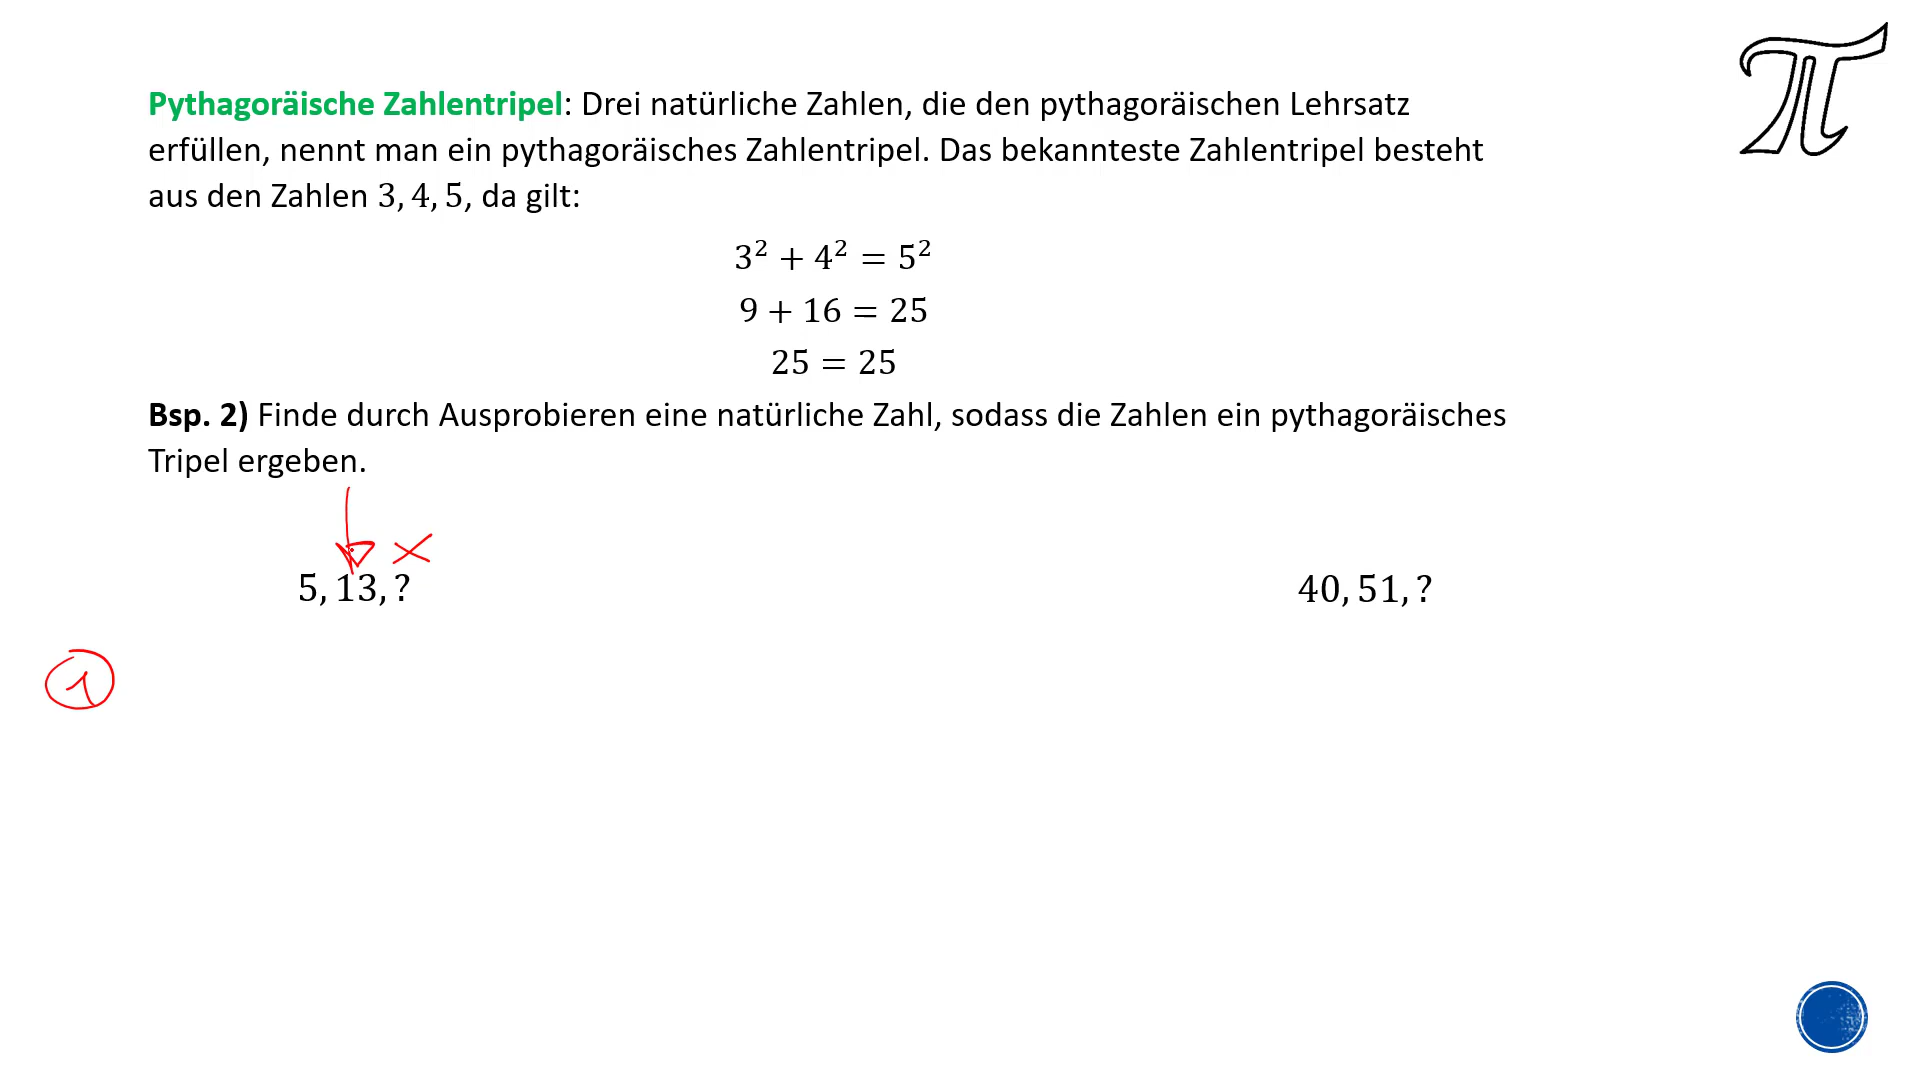 Pythagoräische Zahlentripel: Drei natürliche Zahlen, die den pythagoräischen Lehrsatz
erfüllen, nennt man ein pythagoräisches Zahlentripel. Das bekannteste Zahlentripel besteht
aus den Zahlen 3, 4, 5, da gilt:
3² + 4² = 5²
9 + 16 = 25
25 = 25
Bsp. 2) Finde durch Ausprobieren eine natürliche Zahl, sodass die Zahlen ein pythagoräisches
Tripel ergeben.
x
5, 13, ?
40, 51, ?
1